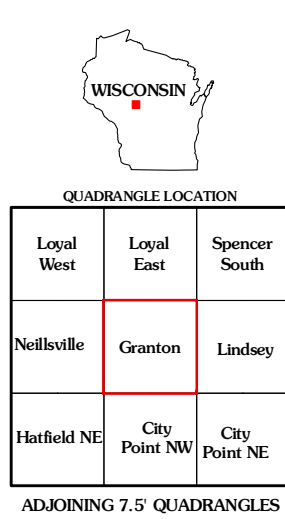 WISCONSIN
QUADRANGLE LOCATION
Loyal West
Loyal East
Spencer South
Neillsville
Granton
Lindsey
Hatfield NE
City Point NW
City Point NE
ADJOINING 7.5' QUADRANGLES